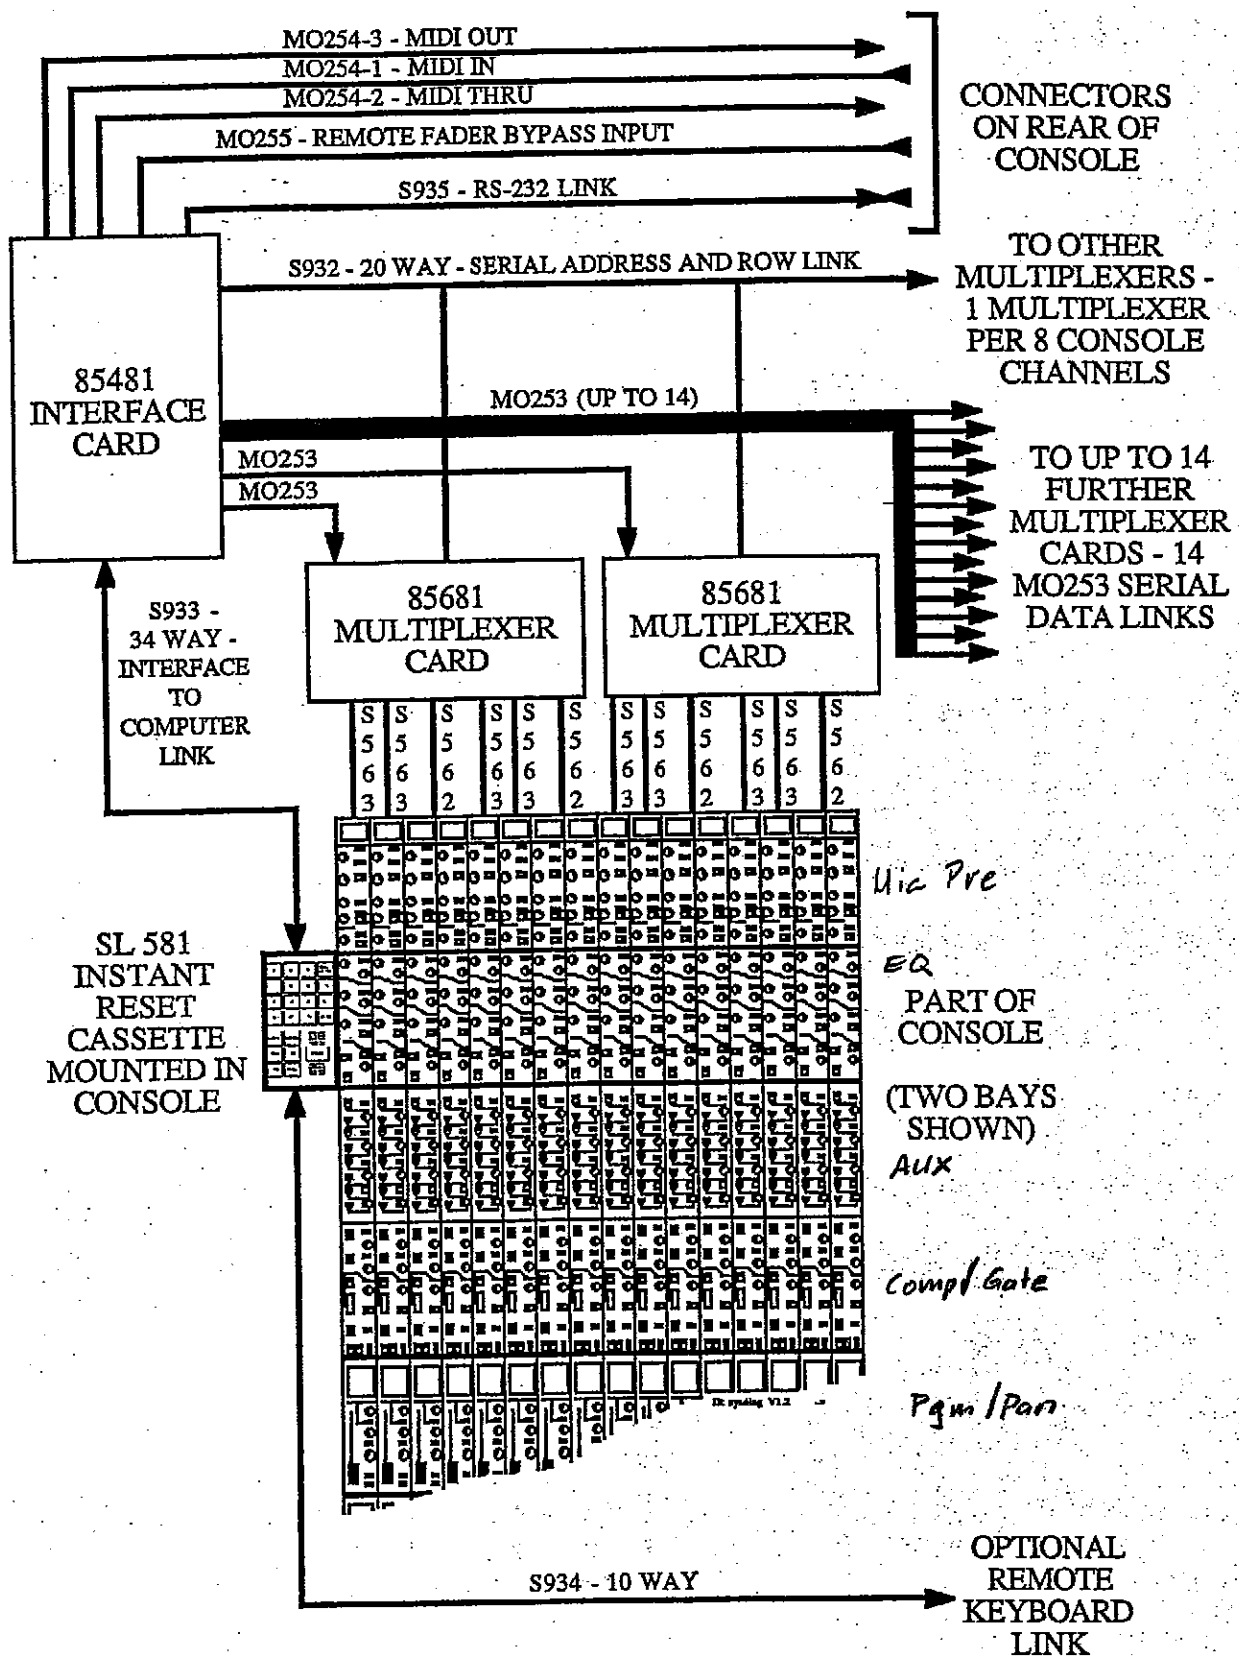 MO254-3 - MIDI OUT
MO254-1 - MIDI IN
MO254-2 - MIDI THRU
MO255 - REMOTE FADER BYPASS INPUT
S935 - RS-232 LINK
CONNECTORS
ON REAR OF
CONSOLE
S932 - 20 WAY - SERIAL ADDRESS AND ROW LINK
TO OTHER
MULTIPLEXERS -
1 MULTIPLEXER
PER 8 CONSOLE
CHANNELS
85481
INTERFACE
CARD
MO253 (UP TO 14)
MO253
MO253
TO UP TO 14
FURTHER
MULTIPLEXER
CARDS - 14
MO253 SERIAL
DATA LINKS
85681
MULTIPLEXER
CARD
85681
MULTIPLEXER
CARD
S933 -
34 WAY -
INTERFACE
TO
COMPUTER
LINK
S563
S563
S562
S563
S563
S562
S563
S563
S562
S563
S563
S562
Mic Pre
SL 581
INSTANT
RESET
CASSETTE
MOUNTED IN
CONSOLE
EQ
PART OF
CONSOLE
(TWO BAYS
SHOWN)
AUX
Comp/Gate
Pgm/Pan
V1.2
S934 - 10 WAY
OPTIONAL
REMOTE
KEYBOARD
LINK